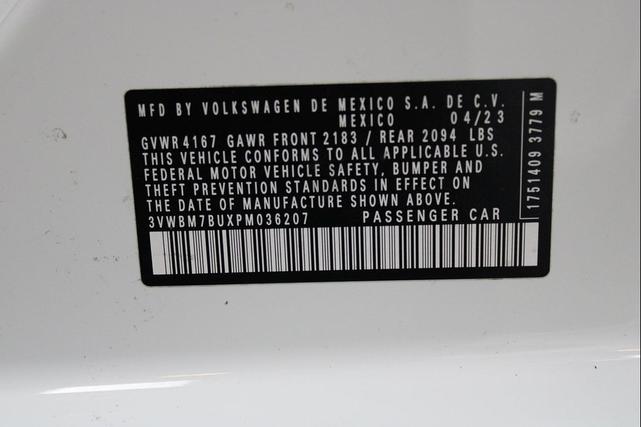 MFD BY VOLKSWAGEN DE MEXICO S.A. DE C.V.
MEXICO 04/23
GVWR 4167 GAWR FRONT 2183 / REAR 2094 LBS
THIS VEHICLE CONFORMS TO ALL APPLICABLE U.S.
FEDERAL MOTOR VEHICLE SAFETY, BUMPER AND
THEFT PREVENTION STANDARDS IN EFFECT ON
THE DATE OF MANUFACTURE SHOWN ABOVE.
3VWBM7BUXPM036207 PASSENGER CAR
1751409 3779 M